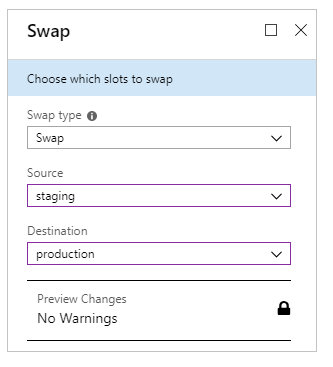 Swap
Choose which slots to swap
Swap type
Swap
Source
staging
Destination
production
Preview Changes
No Warnings